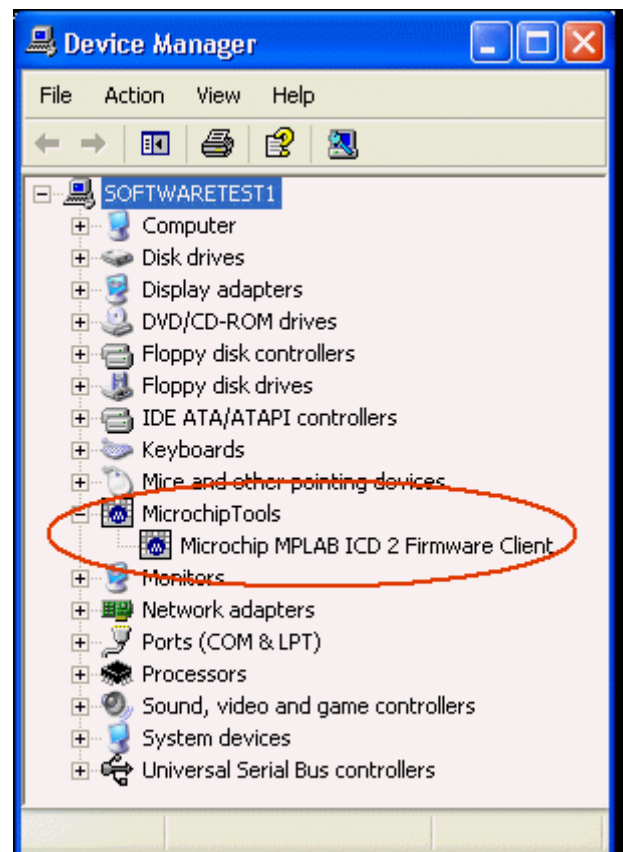 Device Manager
File Action View Help
SOFTWARETEST1
Computer
Disk drives
Display adapters
DVD/CD-ROM drives
Floppy disk controllers
Floppy disk drives
IDE ATA/ATAPI controllers
Keyboards
Mice and other pointing devices
MicrochipTools
Microchip MPLAB ICD 2 Firmware Client
Monitors
Network adapters
Ports (COM & LPT)
Processors
Sound, video and game controllers
System devices
Universal Serial Bus controllers